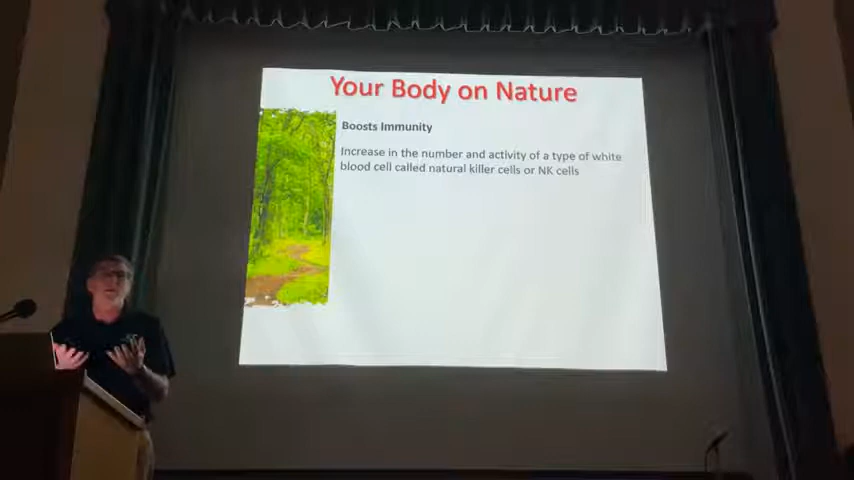 Your Body on Nature
Boosts Immunity
Increase in the number and activity of a type of white
blood cell called natural killer cells or NK cells